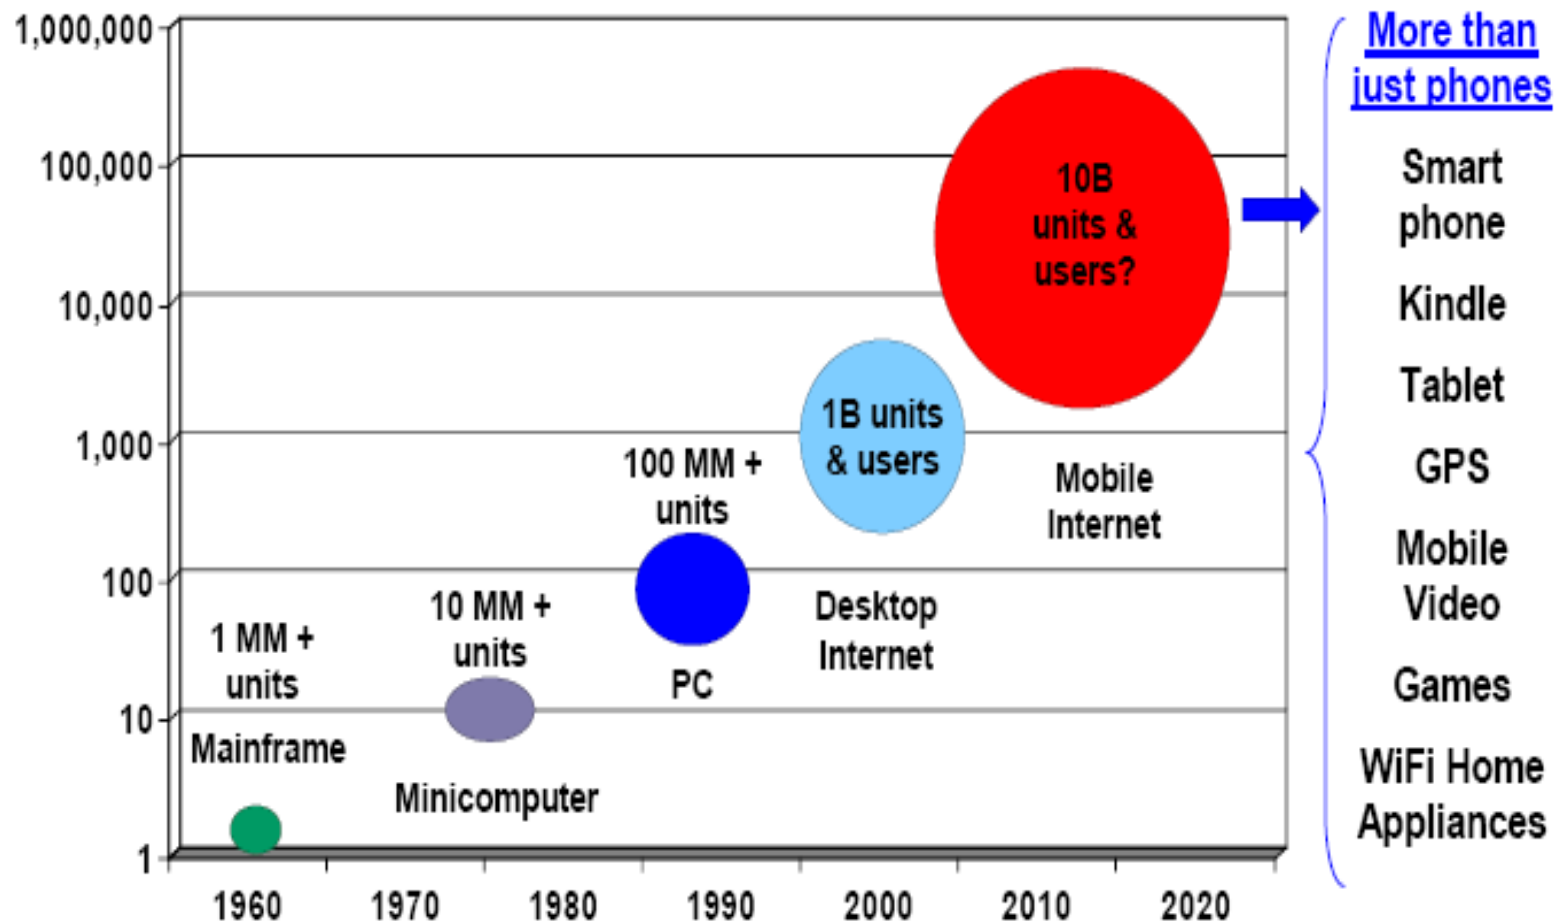 1,000,000
100,000
10,000
1,000
100
10
1
1960
1970
1980
1990
2000
2010
2020
1 MM +
units
Mainframe
10 MM +
units
Minicomputer
100 MM +
units
PC
1B units
& users
Desktop
Internet
10B
units &
users?
Mobile
Internet
More than
just phones
Smart
phone
Kindle
Tablet
GPS
Mobile
Video
Games
WiFi Home
Appliances